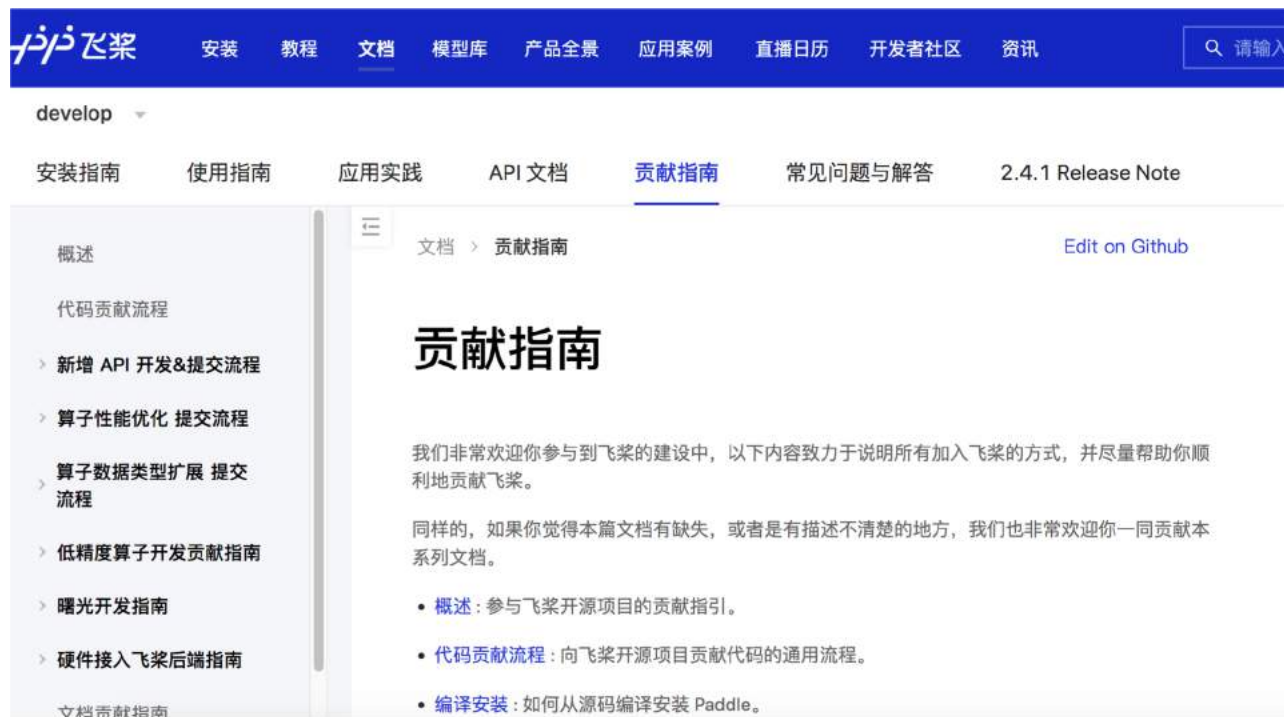 飞桨 安装 教程 文档 模型库 产品全景 应用案例 直播日历 开发者社区 资讯 请输入
develop
安装指南 使用指南 应用实践 API 文档 贡献指南 常见问题与解答 2.4.1 Release Note
概述
代码贡献流程
新增 API 开发&提交流程
算子性能优化 提交流程
算子数据类型扩展 提交
流程
低精度算子开发贡献指南
曙光开发指南
硬件接入飞桨后端指南
文档贡献指南
文档 > 贡献指南 Edit on Github
贡献指南
我们非常欢迎你参与到飞桨的建设中，以下内容致力于说明所有加入飞桨的方式，并尽量帮助你顺
利地贡献飞桨。
同样的，如果你觉得本篇文档有缺失，或者是有描述不清楚的地方，我们也非常欢迎你一同贡献本
系列文档。
• 概述 : 参与飞桨开源项目的贡献指引。
• 代码贡献流程 : 向飞桨开源项目贡献代码的通用流程。
• 编译安装 : 如何从源码编译安装 Paddle。